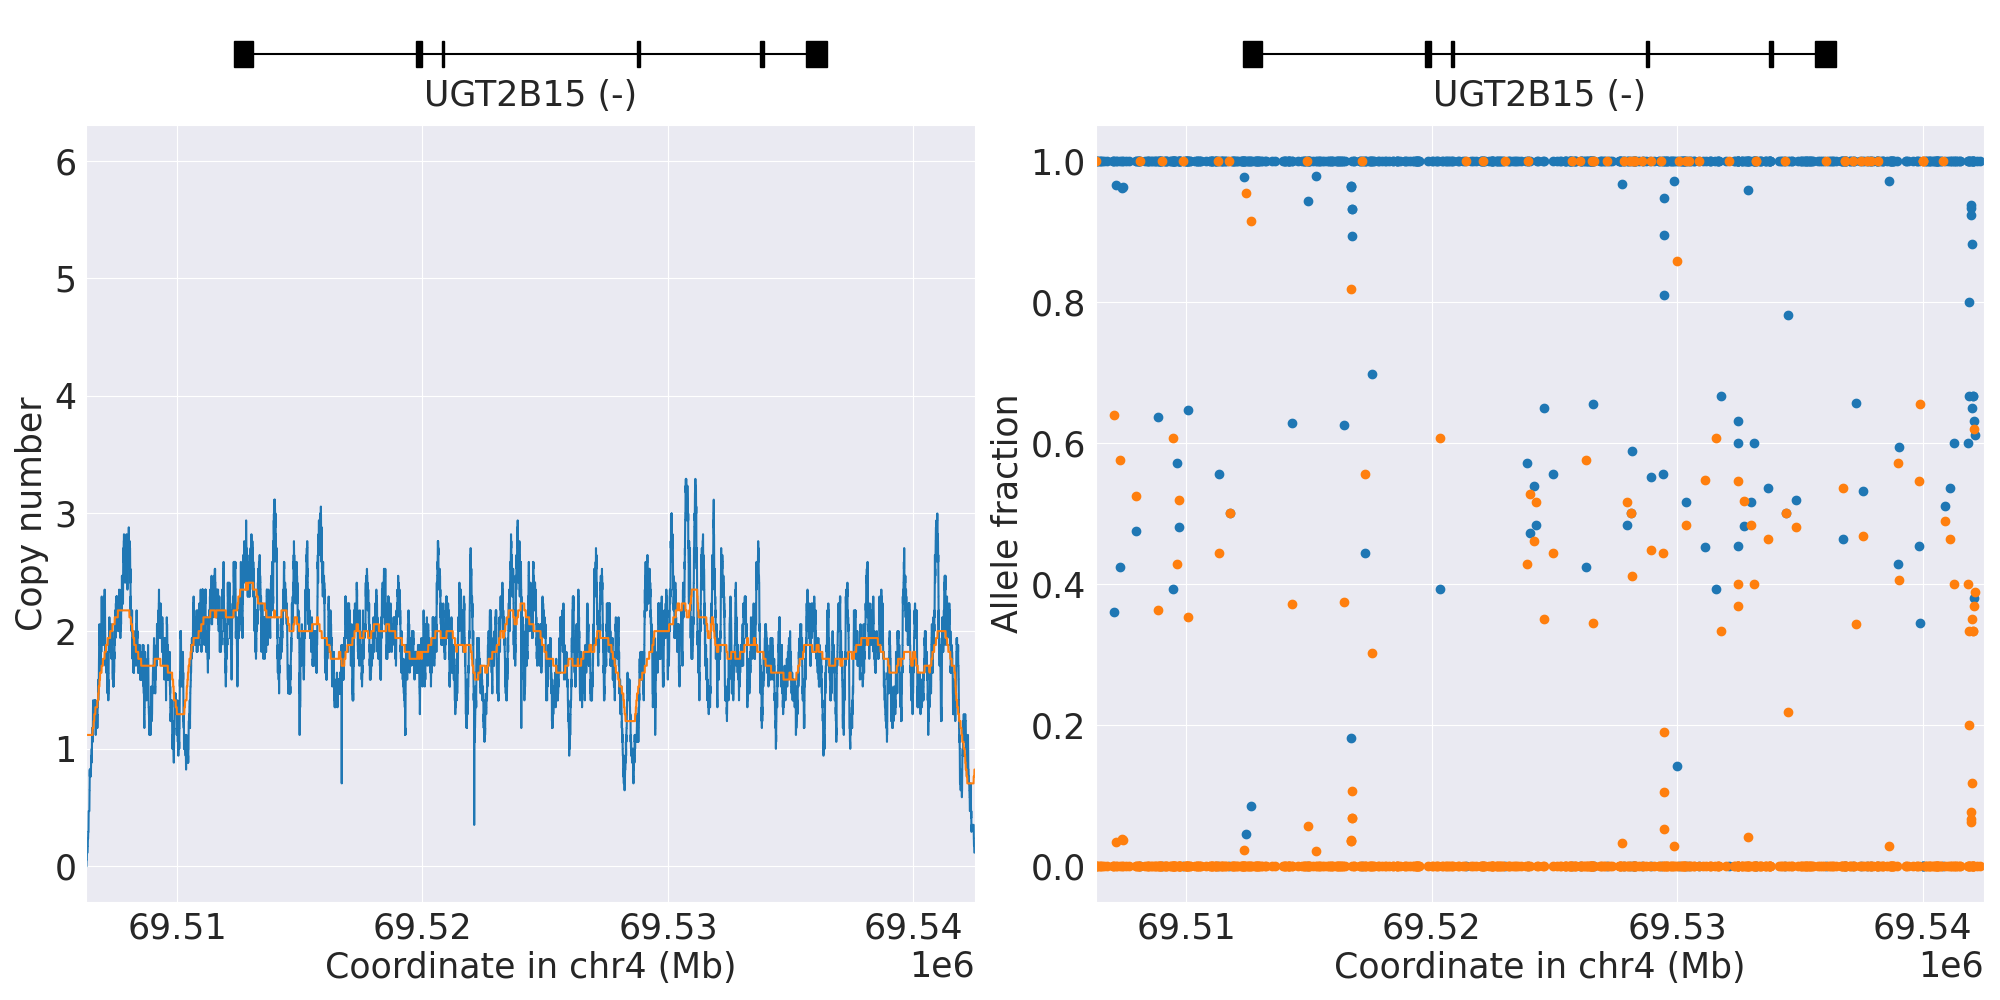 UGT2B15 (-)
6
5
4
3
2
1
0
Copy number
69.51 69.52 69.53 69.54
Coordinate in chr4 (Mb) 1e6
UGT2B15 (-)
1.0
0.8
0.6
0.4
0.2
0.0
Allele fraction
69.51 69.52 69.53 69.54
Coordinate in chr4 (Mb) 1e6